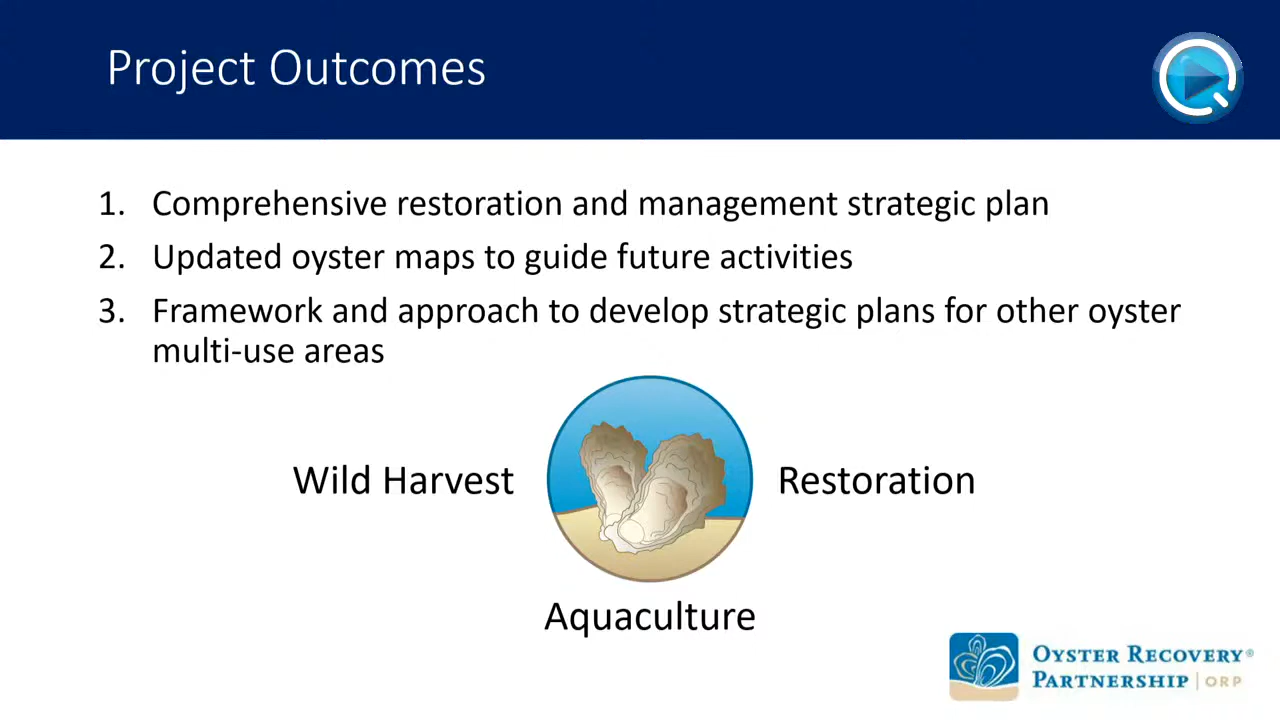 Project Outcomes
1. Comprehensive restoration and management strategic plan
2. Updated oyster maps to guide future activities
3. Framework and approach to develop strategic plans for other oyster
multi-use areas
Wild Harvest
Restoration
Aquaculture
OYSTER RECOVERY®
PARTNERSHIP | ORP